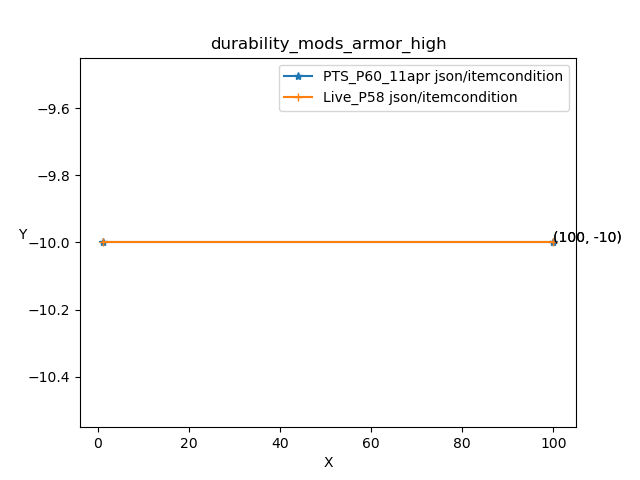 durability_mods_armor_high
PTS_P60_11apr json/itemcondition
Live_P58 json/itemcondition
−9.6
−9.8
Y
−10.0
(100, -10)
−10.2
−10.4
0
20
40
60
80
100
X